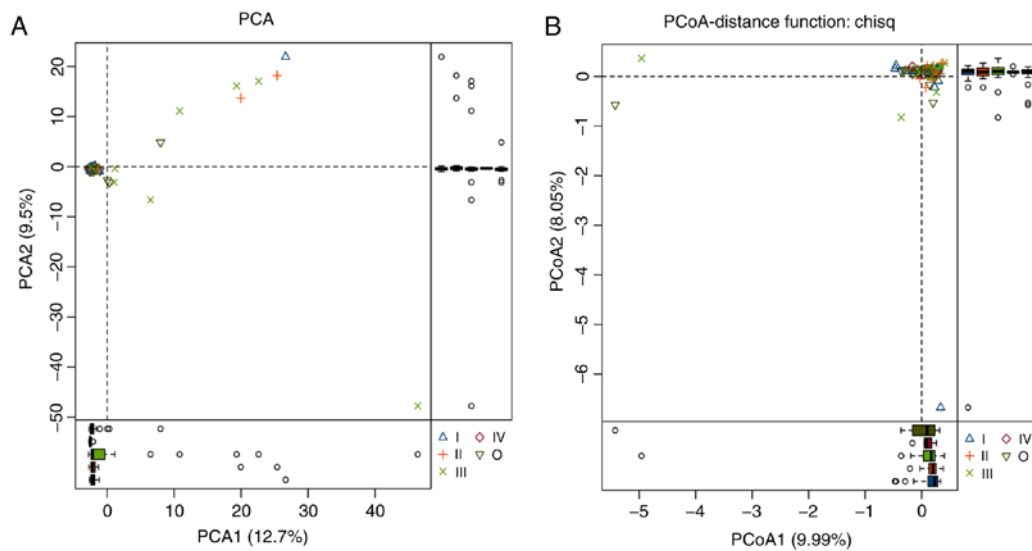 A
PCA
PCA2 (9.5%)
20
10
0
−10
−20
−30
−40
−50
0
10
20
30
40
PCA1 (12.7%)
I
IV
II
O
III
B
PCoA-distance function: chisq
PCoA2 (8.05%)
0
−1
−2
−3
−4
−5
−6
−5
−4
−3
−2
−1
0
PCoA1 (9.99%)
I
IV
II
O
III